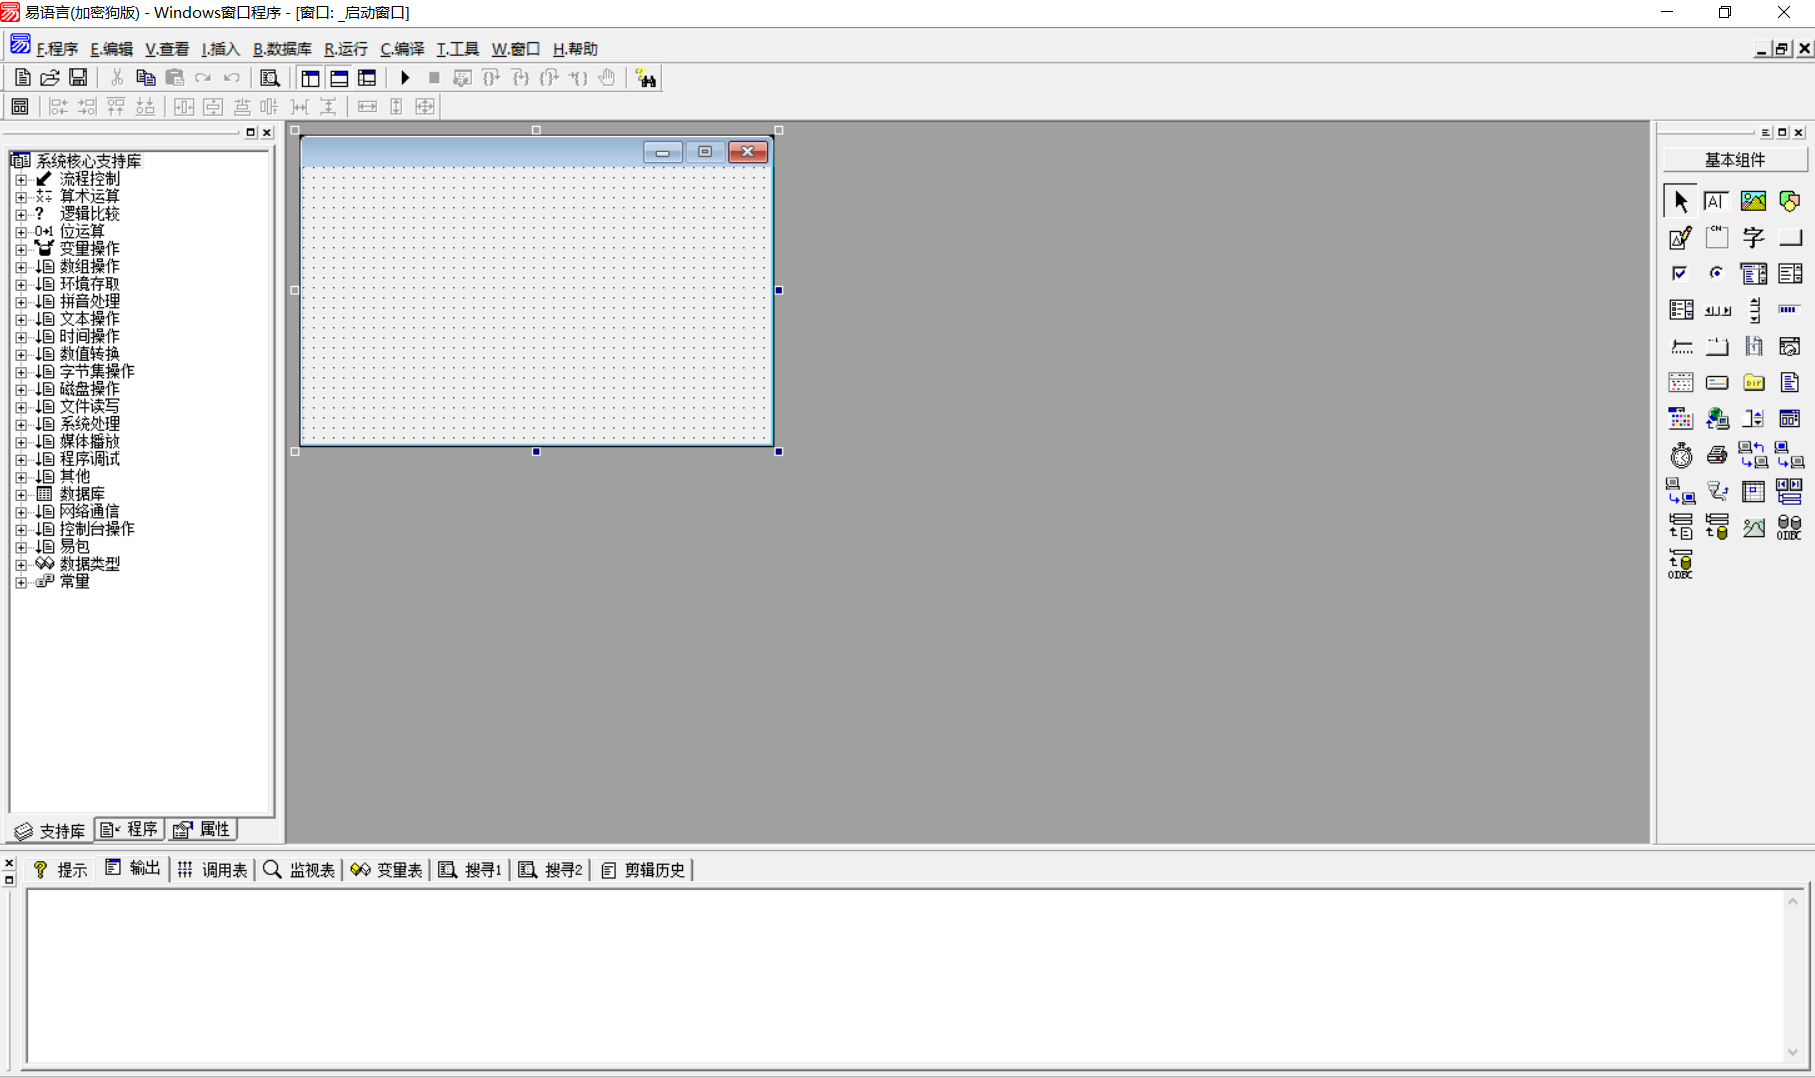 易语言(加密狗版) - Windows窗口程序 - [窗口: _启动窗口]
F.程序 E.编辑 V.查看 I.插入 B.数据库 R.运行 C.编译 T.工具 W.窗口 H.帮助
系统核心支持库
流程控制
算术运算
逻辑比较
位运算
变量操作
数组操作
环境存取
拼音处理
文本操作
时间操作
数值转换
字节集操作
磁盘操作
文件读写
系统处理
媒体播放
程序调试
其他
数据库
网络通信
控制台操作
易包
数据类型
常量
支持库 程序 属性
基本组件
字
ODBC
ODBC
提示 输出 调用表 监视表 变量表 搜寻1 搜寻2 剪辑历史